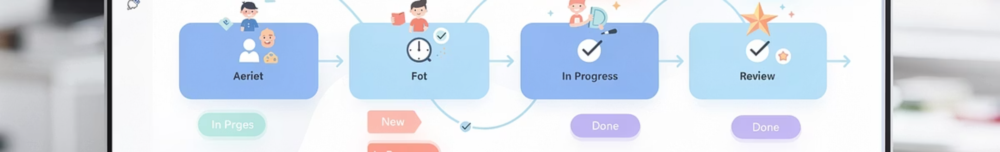 Aeriet
Fot
In Progress
Review
In Prges
New
Done
Done